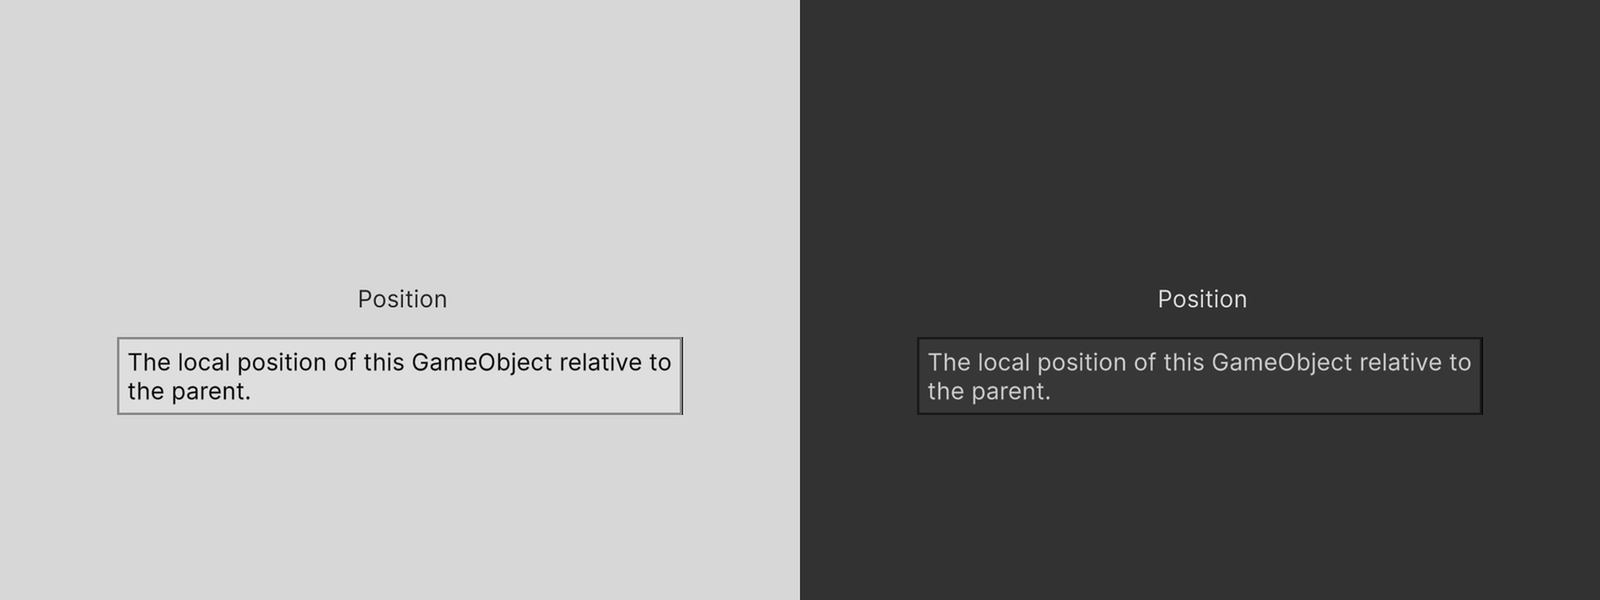 Position
The local position of this GameObject relative to
the parent.
Position
The local position of this GameObject relative to
the parent.